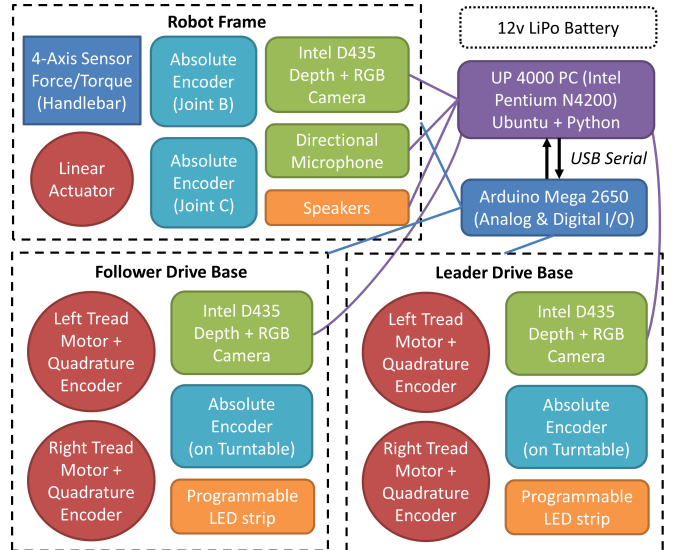 Robot Frame
4-Axis Sensor
Force/Torque
(Handlebar)
Absolute
Encoder
(Joint B)
Intel D435
Depth + RGB
Camera
Linear
Actuator
Absolute
Encoder
(Joint C)
Directional
Microphone
Speakers
12v LiPo Battery
UP 4000 PC (Intel
Pentium N4200)
Ubuntu + Python
USB Serial
Arduino Mega 2650
(Analog & Digital I/O)
Follower Drive Base
Left Tread
Motor +
Quadrature
Encoder
Intel D435
Depth + RGB
Camera
Absolute
Encoder
(on Turntable)
Right Tread
Motor +
Quadrature
Encoder
Programmable
LED strip
Leader Drive Base
Left Tread
Motor +
Quadrature
Encoder
Intel D435
Depth + RGB
Camera
Absolute
Encoder
(on Turntable)
Right Tread
Motor +
Quadrature
Encoder
Programmable
LED strip